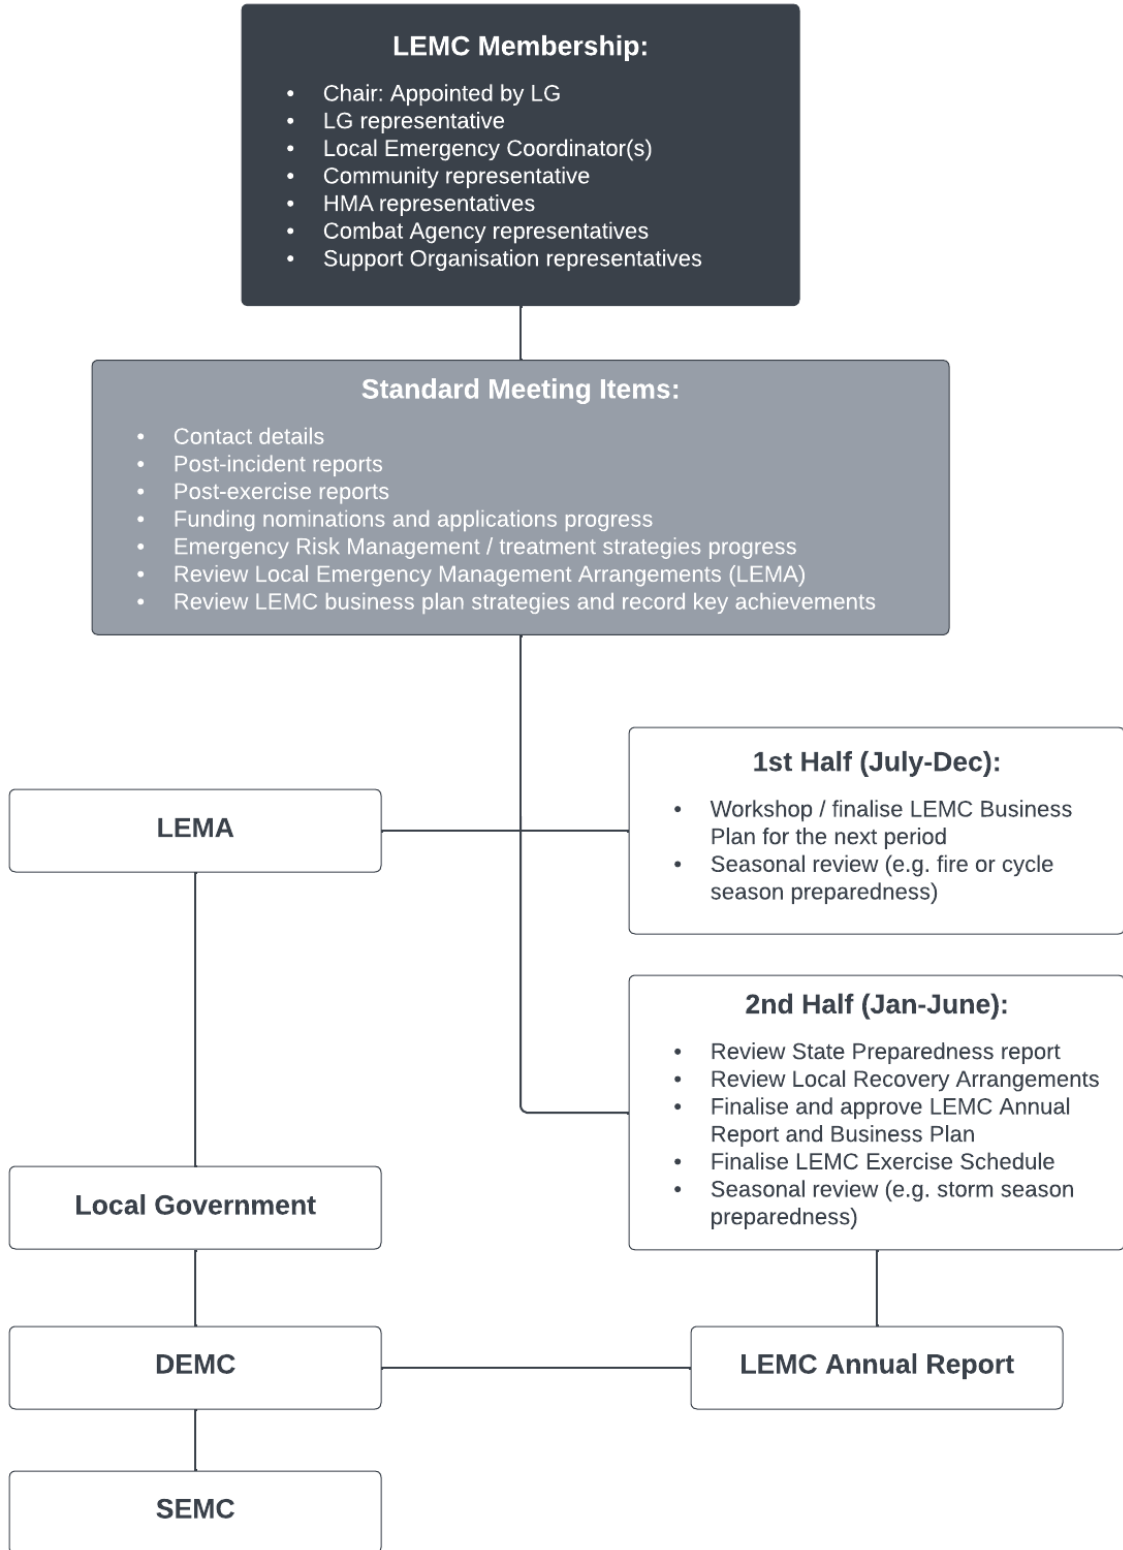 LEMC Membership:
• Chair: Appointed by LG
• LG representative
• Local Emergency Coordinator(s)
• Community representative
• HMA representatives
• Combat Agency representatives
• Support Organisation representatives
Standard Meeting Items:
• Contact details
• Post-incident reports
• Post-exercise reports
• Funding nominations and applications progress
• Emergency Risk Management / treatment strategies progress
• Review Local Emergency Management Arrangements (LEMA)
• Review LEMC business plan strategies and record key achievements
1st Half (July-Dec):
• Workshop / finalise LEMC Business
Plan for the next period
• Seasonal review (e.g. fire or cycle
season preparedness)
LEMA
2nd Half (Jan-June):
• Review State Preparedness report
• Review Local Recovery Arrangements
• Finalise and approve LEMC Annual
Report and Business Plan
• Finalise LEMC Exercise Schedule
• Seasonal review (e.g. storm season
preparedness)
Local Government
DEMC
LEMC Annual Report
SEMC